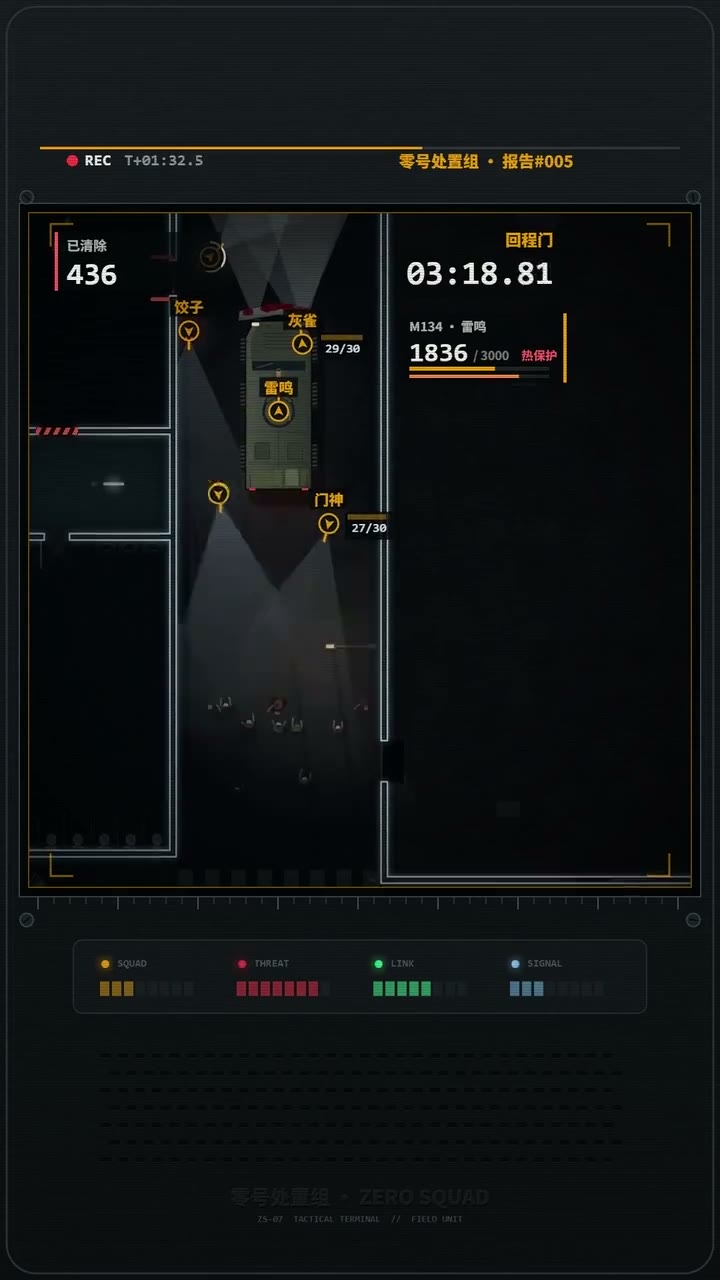 REC T+01:32.5
零号处置组 • 报告#005
已清除
436
回程门
03:18.81
M134 • 雷鸣
1836 / 3000 热保护
饺子
灰雀
29/30
雷鸣
门神
27/30
SQUAD
THREAT
LINK
SIGNAL
零号处置组 • ZERO SQUAD
ZS-07 TACTICAL TERMINAL // FIELD UNIT